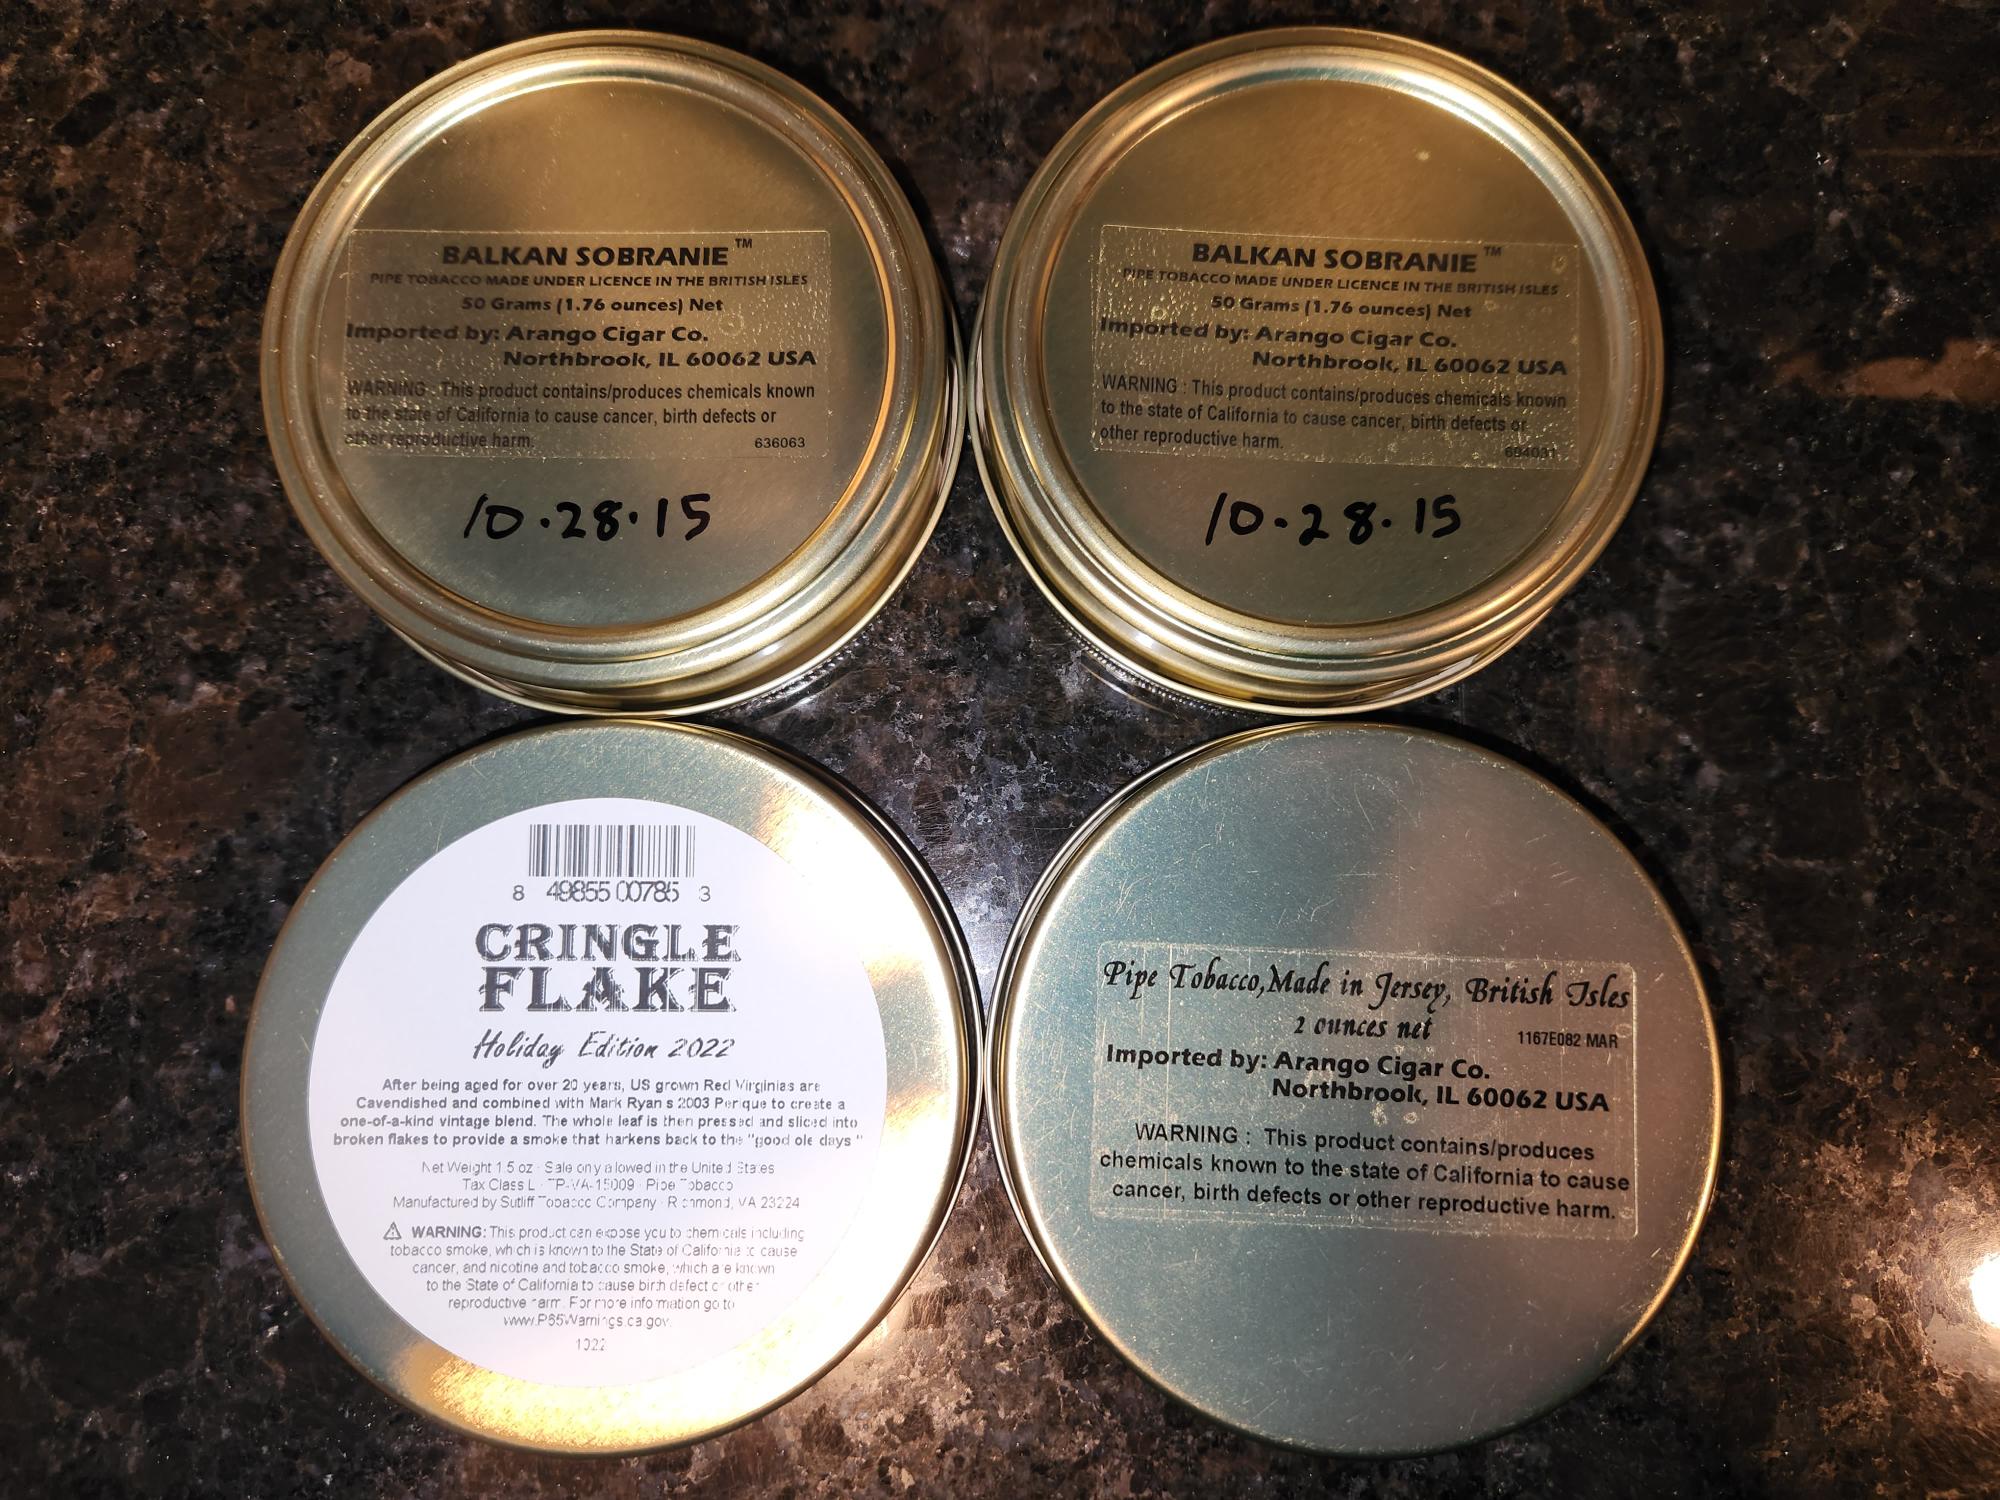 BALKAN SOBRANIE™
PIPE TOBACCO MADE UNDER LICENCE IN THE BRITISH ISLES
50 Grams (1.76 ounces) Net
Imported by: Arango Cigar Co.
Northbrook, IL 60062 USA
WARNING : This product contains/produces chemicals known
to the state of California to cause cancer, birth defects or
other reproductive harm.
636063
10·28·15
BALKAN SOBRANIE™
PIPE TOBACCO MADE UNDER LICENCE IN THE BRITISH ISLES
50 Grams (1.76 ounces) Net
Imported by: Arango Cigar Co.
Northbrook, IL 60062 USA
WARNING : This product contains/produces chemicals known
to the state of California to cause cancer, birth defects or
other reproductive harm.
694031
10·28·15
8 49855 00785 3
CRINGLE
FLAKE
Holiday Edition 2022
After being aged for over 20 years, US grown Red Virginias are
Cavendished and combined with Mark Ryan s 2003 Perique to create a
one-of-a-kind vintage blend. The whole leaf is then pressed and sliced into
broken flakes to provide a smoke that harkens back to the "good ole days "
Net Weight 1.5 oz · Sale only allowed in the United States
Tax Class L · TP-VA-15009 · Pipe Tobacco
Manufactured by Sutliff Tobacco Company · Richmond, VA 23224
WARNING: This product can expose you to chemicals including
tobacco smoke, which is known to the State of California to cause
cancer, and nicotine and tobacco smoke, which are known
to the State of California to cause birth defect or other
reproductive harm. For more information go to
www.P65Warnings.ca.gov.
1022
Pipe Tobacco, Made in Jersey, British Isles
2 ounces net
1167E082 MAR
Imported by: Arango Cigar Co.
Northbrook, IL 60062 USA
WARNING : This product contains/produces
chemicals known to the state of California to cause
cancer, birth defects or other reproductive harm.